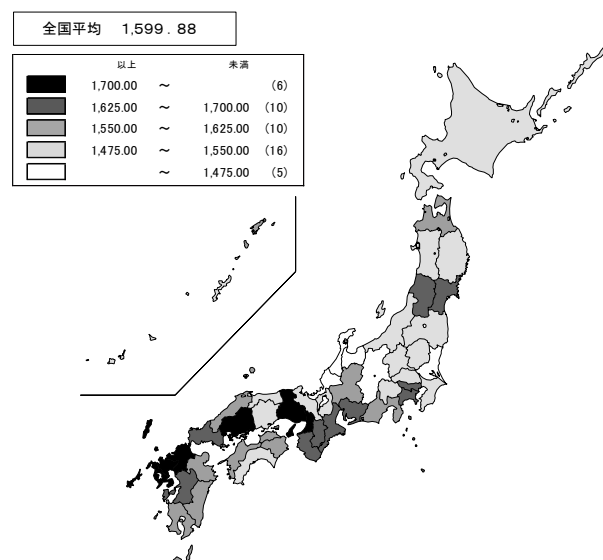 全国平均 1,599.88
以上 未満
1,700.00 ～ (6)
1,625.00 ～ 1,700.00 (10)
1,550.00 ～ 1,625.00 (10)
1,475.00 ～ 1,550.00 (16)
～ 1,475.00 (5)